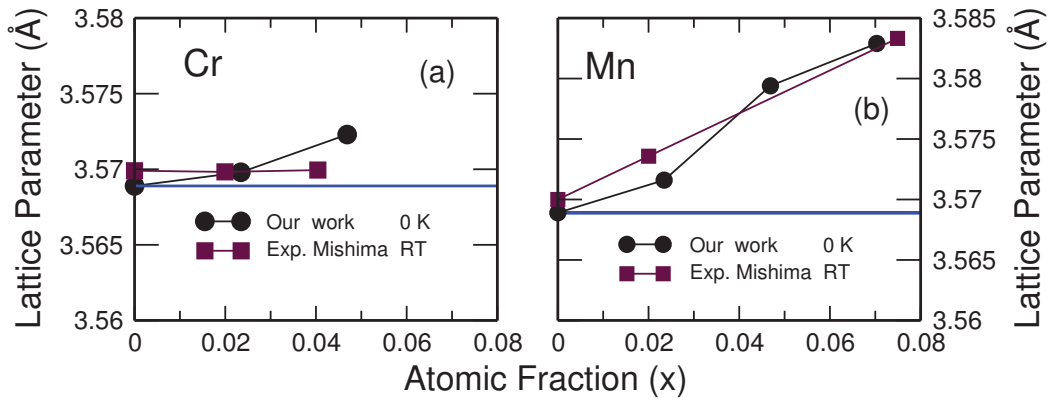 Lattice Parameter (Å)
3.58
3.575
3.57
3.565
3.56
Cr
(a)
Our work 0 K
Exp. Mishima RT
0 0.02 0.04 0.06 0.08
Mn
(b)
Our work 0 K
Exp. Mishima RT
0 0.02 0.04 0.06 0.08
3.585
3.58
3.575
3.57
3.565
3.56
Lattice Parameter (Å)
Atomic Fraction (x)